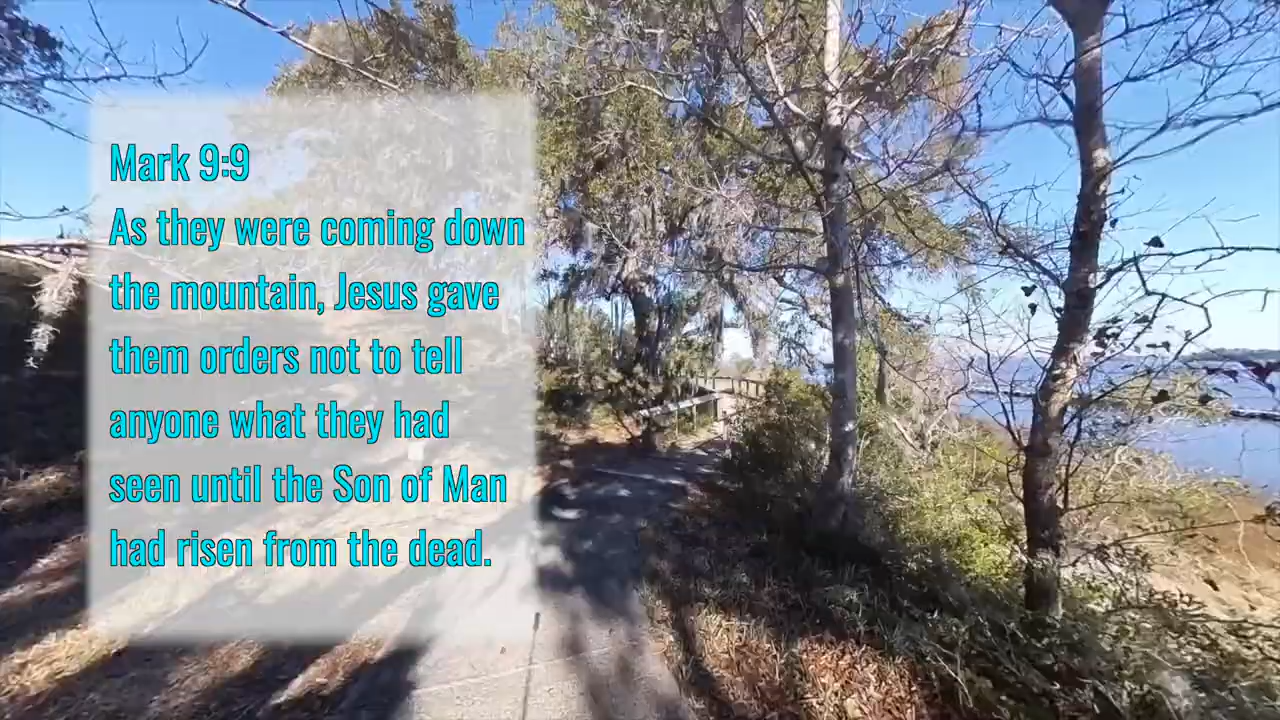 Mark 9:9
As they were coming down
the mountain, Jesus gave
them orders not to tell
anyone what they had
seen until the Son of Man
had risen from the dead.